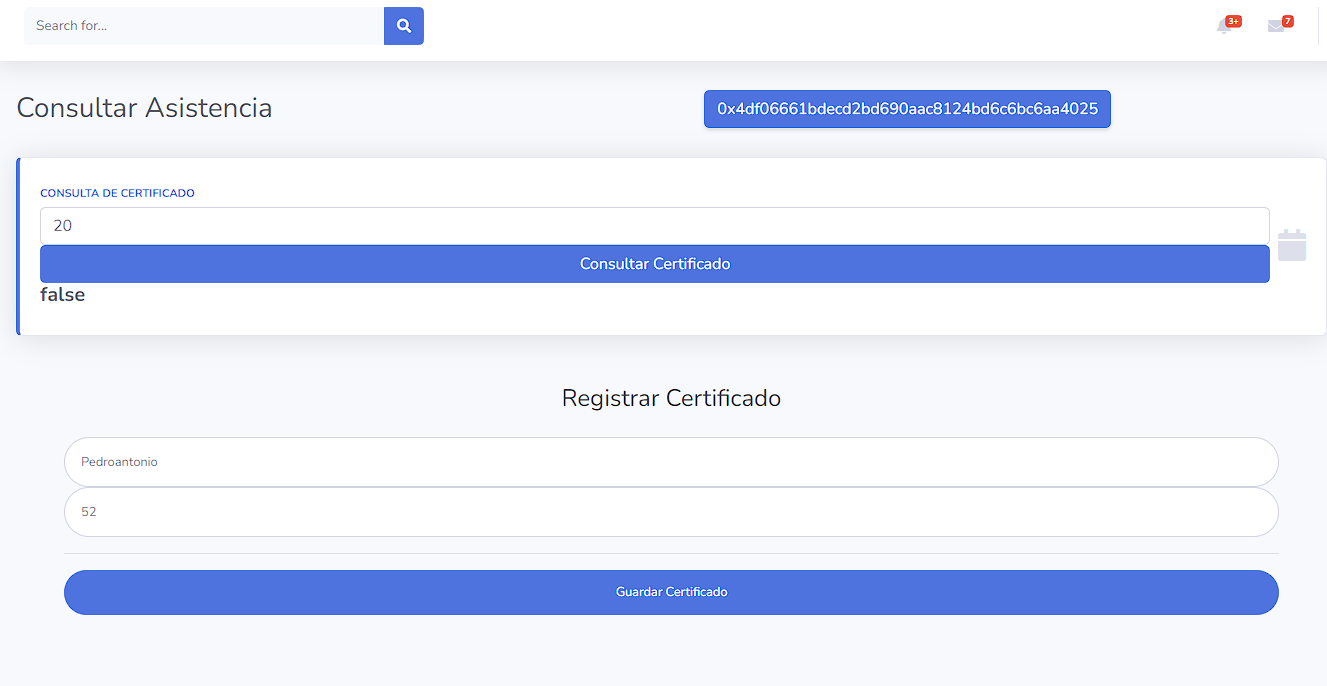 Search for...
3+
7
Consultar Asistencia
0x4df06661bdecd2bd690aac8124bd6c6bc6aa4025
CONSULTA DE CERTIFICADO
20
Consultar Certificado
false
Registrar Certificado
Pedroantonio
52
Guardar Certificado